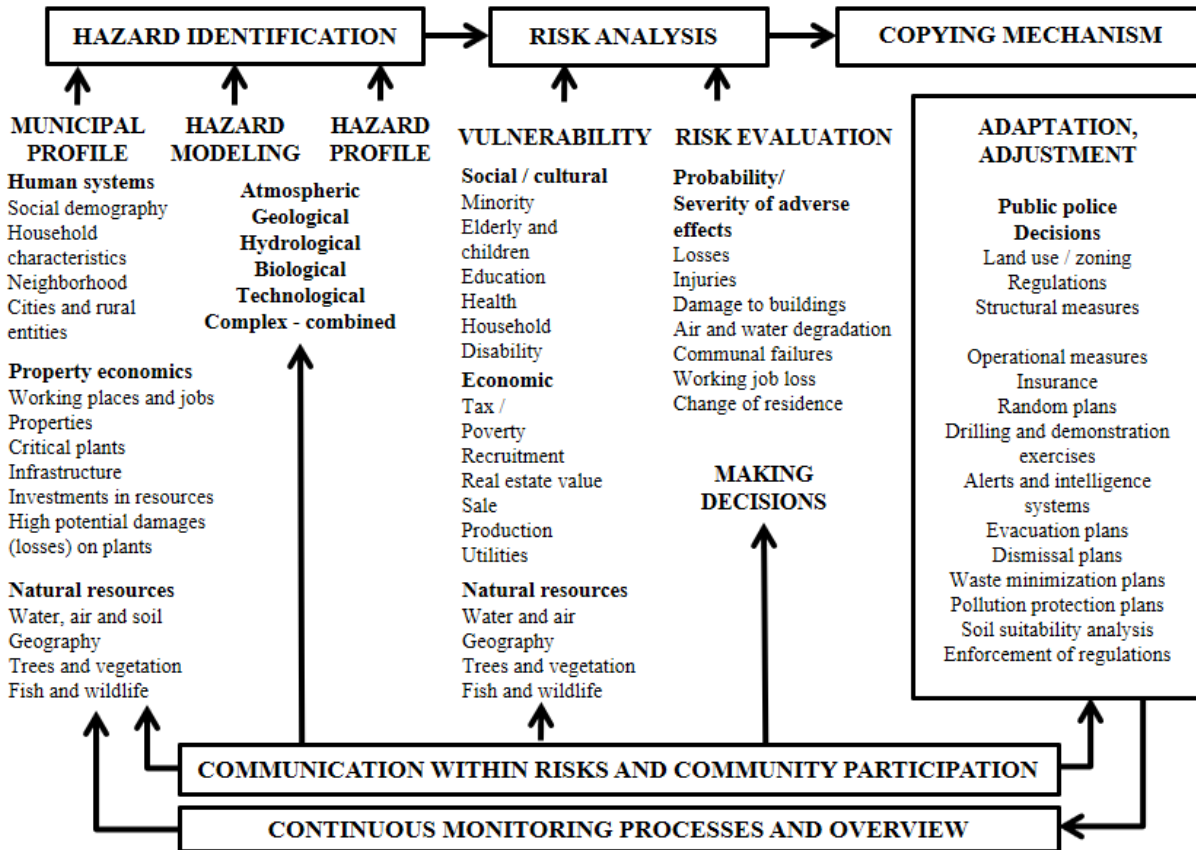 HAZARD IDENTIFICATION
RISK ANALYSIS
COPYING MECHANISM
MUNICIPAL
PROFILE
Human systems
Social demography
Household
characteristics
Neighborhood
Cities and rural
entities
Property economics
Working places and jobs
Properties
Critical plants
Infrastructure
Investments in resources
High potential damages
(losses) on plants
Natural resources
Water, air and soil
Geography
Trees and vegetation
Fish and wildlife
HAZARD
MODELING
HAZARD
PROFILE
Atmospheric
Geological
Hydrological
Biological
Technological
Complex - combined
VULNERABILITY
Social / cultural
Minority
Elderly and
children
Education
Health
Household
Disability
Economic
Tax /
Poverty
Recruitment
Real estate value
Sale
Production
Utilities
Natural resources
Water and air
Geography
Trees and vegetation
Fish and wildlife
RISK EVALUATION
Probability/
Severity of adverse
effects
Losses
Injuries
Damage to buildings
Air and water degradation
Communal failures
Working job loss
Change of residence
MAKING
DECISIONS
ADAPTATION,
ADJUSTMENT
Public police
Decisions
Land use / zoning
Regulations
Structural measures
Operational measures
Insurance
Random plans
Drilling and demonstration
exercises
Alerts and intelligence
systems
Evacuation plans
Dismissal plans
Waste minimization plans
Pollution protection plans
Soil suitability analysis
Enforcement of regulations
COMMUNICATION WITHIN RISKS AND COMMUNITY PARTICIPATION
CONTINUOUS MONITORING PROCESSES AND OVERVIEW